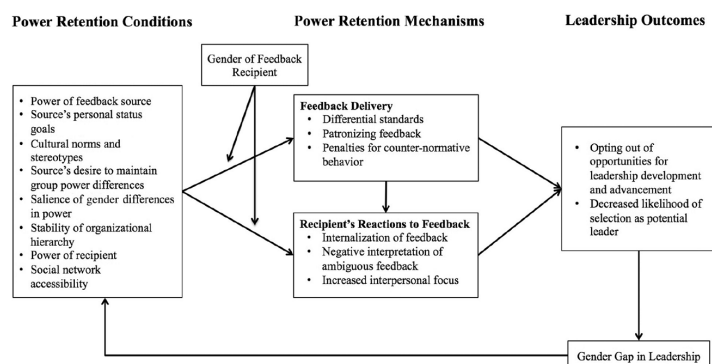 Power Retention Conditions
Power Retention Mechanisms
Leadership Outcomes
Gender of Feedback
Recipient
• Power of feedback source
• Source's personal status
goals
• Cultural norms and
stereotypes
• Source's desire to maintain
group power differences
• Salience of gender differences
in power
• Stability of organizational
hierarchy
• Power of recipient
• Social network
accessibility
Feedback Delivery
• Differential standards
• Patronizing feedback
• Penalties for counter-normative
behavior
Recipient's Reactions to Feedback
• Internalization of feedback
• Negative interpretation of
ambiguous feedback
• Increased interpersonal focus
• Opting out of
opportunities for
leadership development
and advancement
• Decreased likelihood of
selection as potential
leader
Gender Gap in Leadership